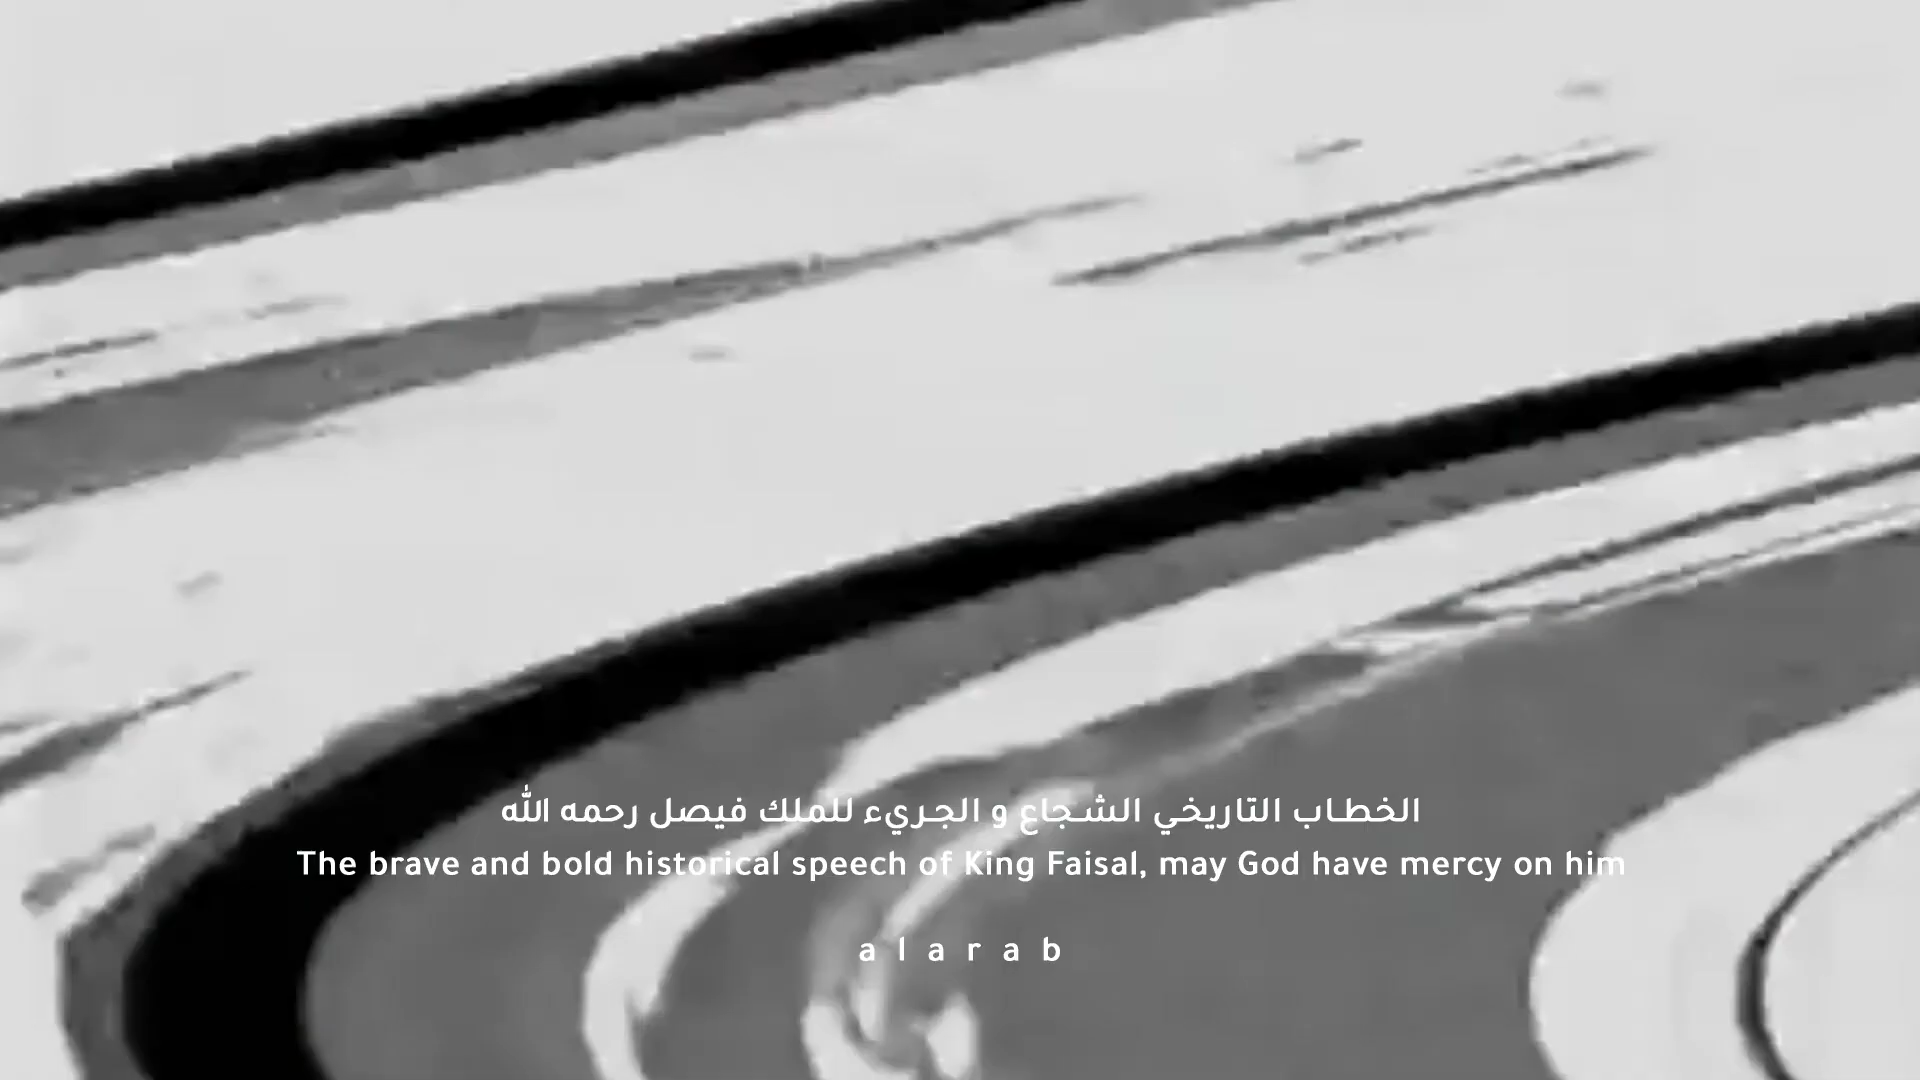 الخطاب التاريخي الشجاع و الجريء للملك فيصل رحمه الله
The brave and bold historical speech of King Faisal, may God have mercy on him
alarab